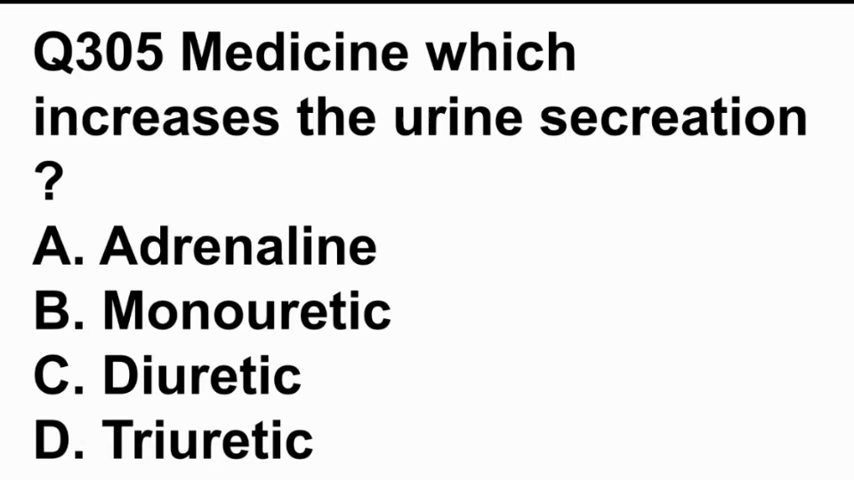 Q305 Medicine which
increases the urine secreation
?
A. Adrenaline
B. Monouretic
C. Diuretic
D. Triuretic